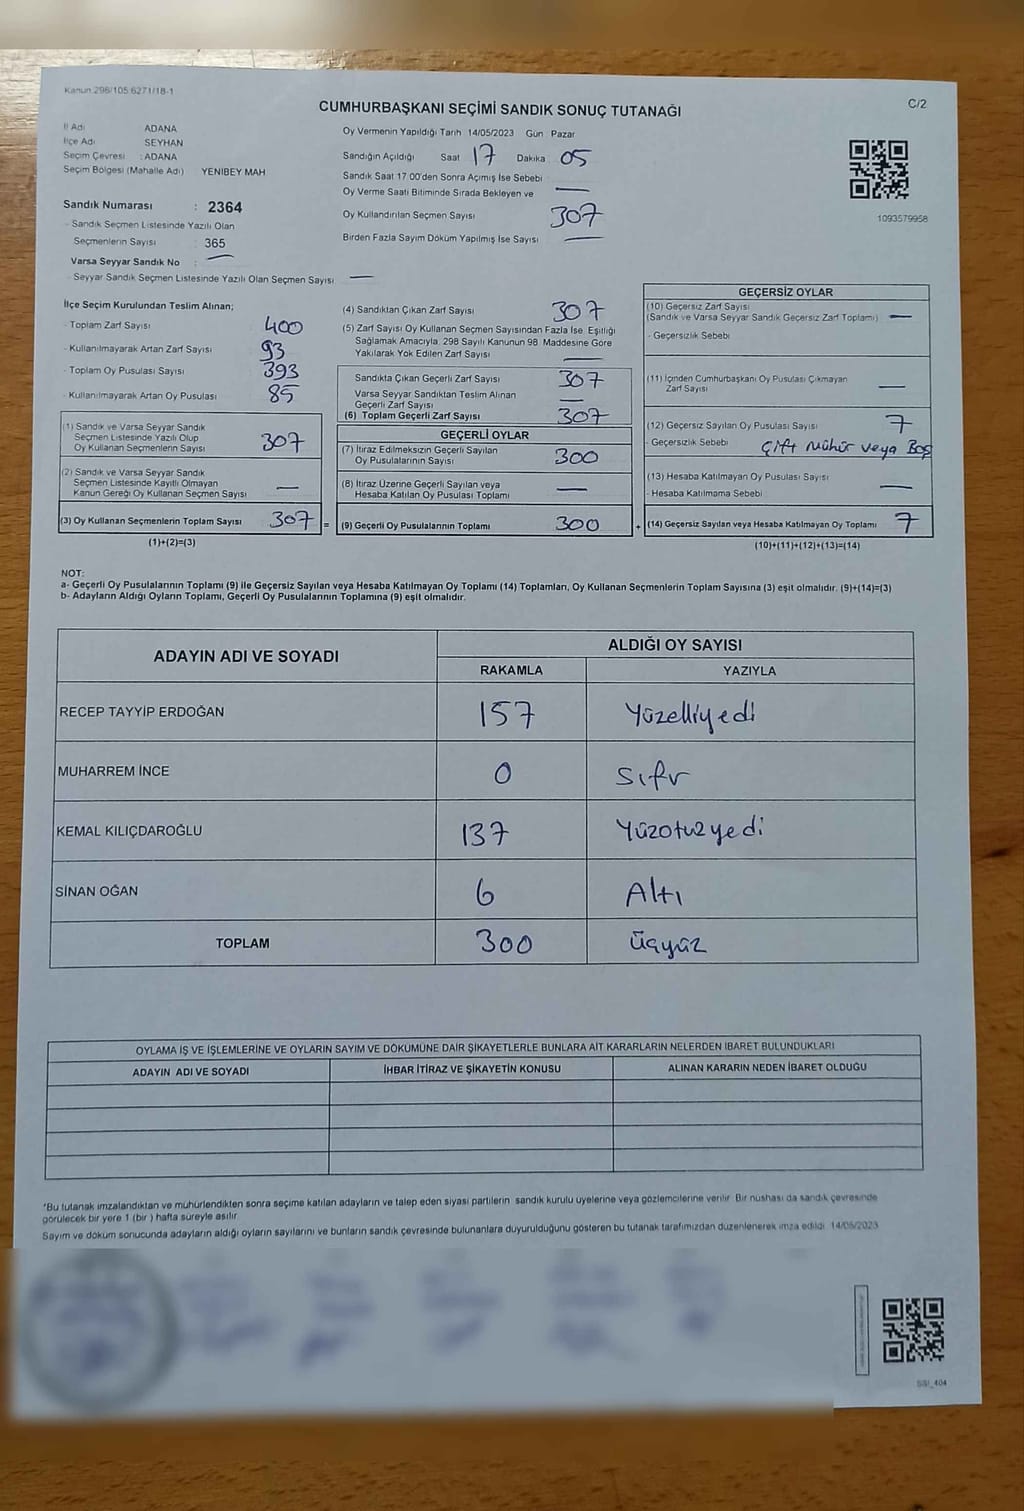 Kanun 298/105 6271/18-1
CUMHURBAŞKANI SEÇİMİ SANDIK SONUÇ TUTANAĞI
C/2
İl Adı ADANA
İlçe Adı SEYHAN
Seçim Çevresi : ADANA
Seçim Bölgesi (Mahalle Adı) YENIBEY MAH
Sandık Numarası : 2364
- Sandık Seçmen Listesinde Yazılı Olan
Seçmenlerin Sayısı : 365
Varsa Seyyar Sandık No : —
- Seyyar Sandık Seçmen Listesinde Yazılı Olan Seçmen Sayısı —
Oy Vermenin Yapıldığı Tarih 14/05/2023 Gün Pazar
Sandığın Açıldığı Saat 17 Dakika 05
Sandık Saat 17 00'den Sonra Açımış İse Sebebi
Oy Verme Saati Bitiminde Sırada Bekleyen ve —
Oy Kullandırılan Seçmen Sayısı 307
Birden Fazla Sayım Döküm Yapılmış İse Sayısı —
1093579958
İlçe Seçim Kurulundan Teslim Alınan;
- Toplam Zarf Sayısı 400
- Kullanılmayarak Artan Zarf Sayısı 93
- Toplam Oy Pusulası Sayısı 393
- Kullanılmayarak Artan Oy Pusulası 85
(1) Sandık ve Varsa Seyyar Sandık
Seçmen Listesinde Yazılı Olup
Oy Kullanan Seçmenlerin Sayısı 307
(2) Sandık ve Varsa Seyyar Sandık
Seçmen Listesinde Kayıtlı Olmayan
Kanun Gereği Oy Kullanan Seçmen Sayısı —
(3) Oy Kullanan Seçmenlerin Toplam Sayısı 307 =
(1)+(2)=(3)
(4) Sandıktan Çıkan Zarf Sayısı 307
(5) Zarf Sayısı Oy Kullanan Seçmen Sayısından Fazla İse, Eşitliği
Sağlamak Amacıyla, 298 Sayılı Kanunun 98. Maddesine Göre
Yakılarak Yok Edilen Zarf Sayısı —
Sandıkta Çıkan Geçerli Zarf Sayısı 307
Varsa Seyyar Sandıktan Teslim Alınan
Geçerli Zarf Sayısı —
(6) Toplam Geçerli Zarf Sayısı 307
GEÇERLİ OYLAR
(7) İtiraz Edilmeksizin Geçerli Sayılan
Oy Pusulalarının Sayısı 300
(8) İtiraz Üzerine Geçerli Sayılan veya
Hesaba Katılan Oy Pusulası Toplamı —
(9) Geçerli Oy Pusulalarının Toplamı 300 +
GEÇERSİZ OYLAR
(10) Geçersiz Zarf Sayısı
(Sandık ve Varsa Seyyar Sandık Geçersiz Zarf Toplamı) —
- Geçersizlik Sebebi
(11) İçinden Cumhurbaşkanı Oy Pusulası Çıkmayan
Zarf Sayısı —
(12) Geçersiz Sayılan Oy Pusulası Sayısı 7
- Geçersizlik Sebebi Çift Mühür veya Boş
(13) Hesaba Katılmayan Oy Pusulası Sayısı —
- Hesaba Katılmama Sebebi
(14) Geçersiz Sayılan veya Hesaba Katılmayan Oy Toplamı 7
(10)+(11)+(12)+(13)=(14)
NOT:
a- Geçerli Oy Pusulalarının Toplamı (9) ile Geçersiz Sayılan veya Hesaba Katılmayan Oy Toplamı (14) Toplamları, Oy Kullanan Seçmenlerin Toplam Sayısına (3) eşit olmalıdır. (9)+(14)=(3)
b- Adayların Aldığı Oyların Toplamı, Geçerli Oy Pusulalarının Toplamına (9) eşit olmalıdır.
ADAYIN ADI VE SOYADI
ALDIĞI OY SAYISI
RAKAMLA YAZIYLA
RECEP TAYYİP ERDOĞAN 157 Yüzelliyedi
MUHARREM İNCE 0 Sıfır
KEMAL KILIÇDAROĞLU 137 Yüzotuzyedi
SİNAN OĞAN 6 Altı
TOPLAM 300 Üçyüz
OYLAMA İŞ VE İŞLEMLERİNE VE OYLARIN SAYIM VE DÖKÜMÜNE DAİR ŞİKAYETLERLE BUNLARA AİT KARARLARIN NELERDEN İBARET BULUNDUKLARI
ADAYIN ADI VE SOYADI İHBAR İTİRAZ VE ŞİKAYETİN KONUSU ALINAN KARARIN NEDEN İBARET OLDUĞU
*Bu tutanak imzalandıktan ve mühürlendikten sonra seçime katılan adayların ve talep eden siyasi partilerin sandık kurulu üyelerine veya gözlemcilerine verilir. Bir nüshası da sandık çevresinde
görülecek bir yere 1 (bir ) hafta süreyle asılır.
Sayım ve döküm sonucunda adayların aldığı oyların sayılarını ve bunların sandık çevresinde bulunanlara duyurulduğunu gösteren bu tutanak tarafımızdan düzenlenerek imza edildi. 14/05/2023